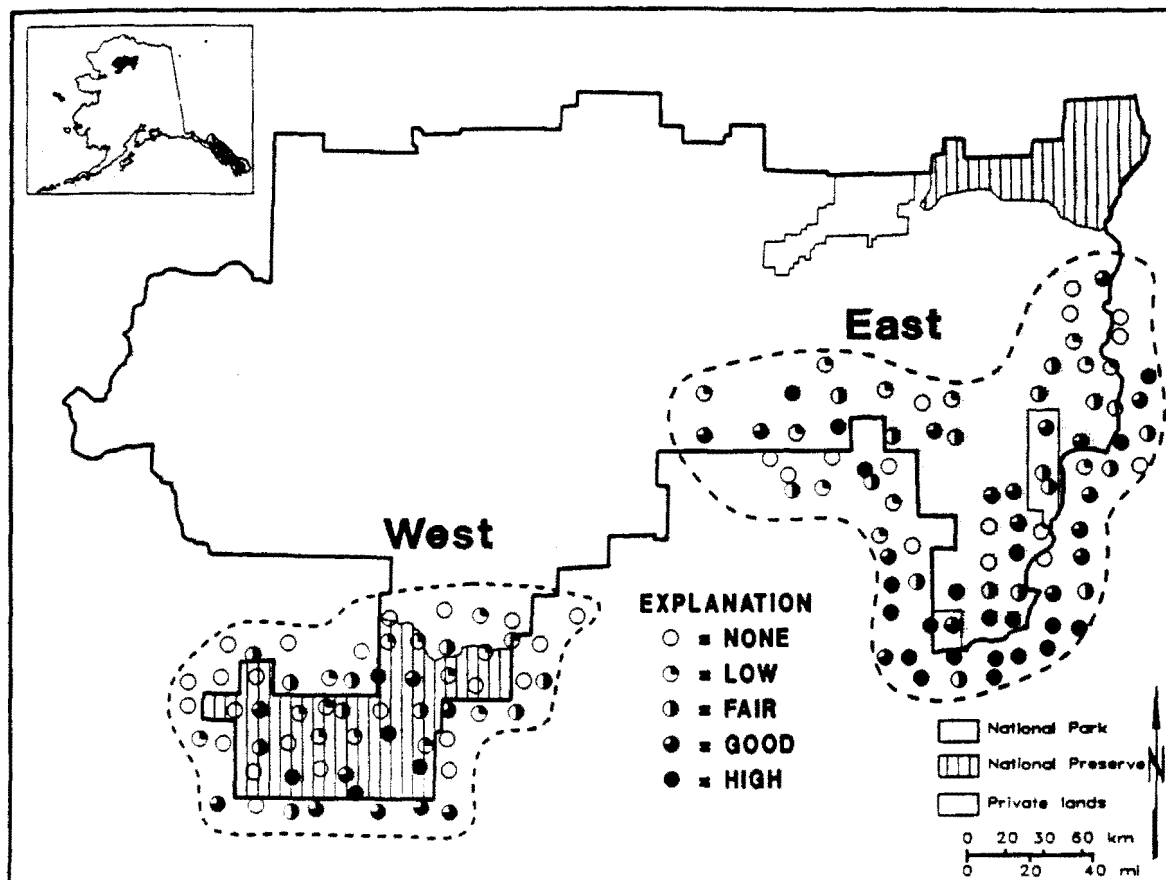 East
West
EXPLANATION
= NONE
= LOW
= FAIR
= GOOD
= HIGH
National Park
National Preserve
Private lands
N
0 20 30 60 km
0 20 40 mi